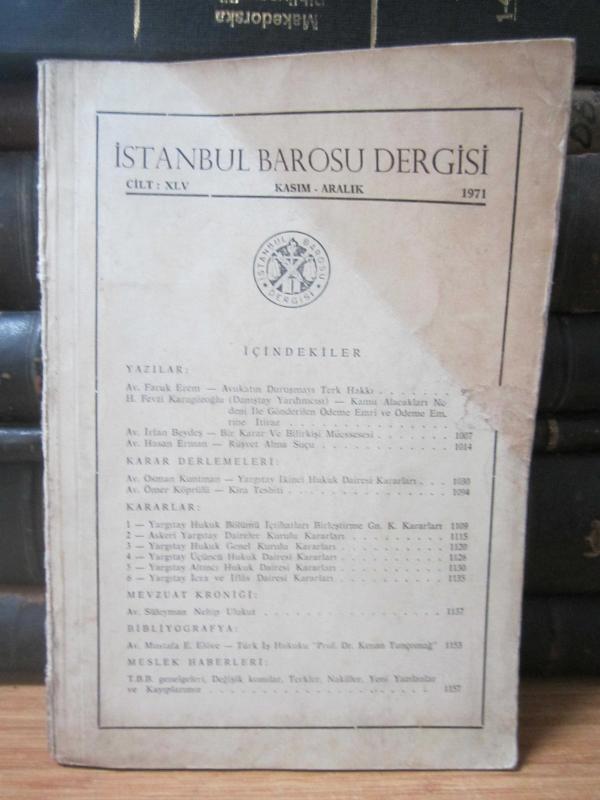 Makedorska
İSTANBUL BAROSU DERGİSİ
CİLT : XLV KASIM - ARALIK 1971
İSTANBUL BAROSU DERGİSİ
İÇİNDEKİLER
YAZILAR:
Av. Faruk Erem — Avukatın Duruşmayı Terk Hakkı . . . . . .
H. Fevzi Karagözoğlu (Danıştay Yardımcısı) — Kamu Alacakları Ne-
deni İle Gönderilen Ödeme Emri ve Ödeme Em-
rine İtiraz . . . . . . . . . .
Av. İrfan Beydeş — Bir Karar Ve Bilirkişi Müessesesi . . . . . 1007
Av. Hasan Erman — Rüşvet Alma Suçu . . . . . . . . . 1014
KARAR DERLEMELERİ:
Av. Osman Kuntman — Yargıtay İkinci Hukuk Dairesi Kararları . . . 1030
Av. Ömer Köprülü — Kira Tesbiti . . . . . . . . . . . . 1094
KARARLAR:
1 — Yargıtay Hukuk Bölümü İçtihatları Birleştirme Gn. K. Kararları 1109
2 — Askeri Yargıtay Daireler Kurulu Kararları . . . . . . . . 1115
3 — Yargıtay Hukuk Genel Kurulu Kararları . . . . . . . . 1120
4 — Yargıtay Üçüncü Hukuk Dairesi Kararları . . . . . . . . 1128
5 — Yargıtay Altıncı Hukuk Dairesi Kararları . . . . . . . . 1130
6 — Yargıtay İcra ve İflâs Dairesi Kararları . . . . . . . . 1135
MEVZUAT KRONİĞİ:
Av. Süleyman Nehip Ulukut . . . . . . . . . . . . . . 1137
BİBLİYOGRAFYA:
Av. Mustafa E. Elöve — Türk İş Hukuku "Prof. Dr. Kenan Tunçomağ" 1153
MESLEK HABERLERİ:
T.B.B. genelgeleri, Değişik konular, Terkler, Nakiller, Yeni Yazılanlar
ve Kayıplarımız . . . . . . . . . . . . . . . . . . 1157